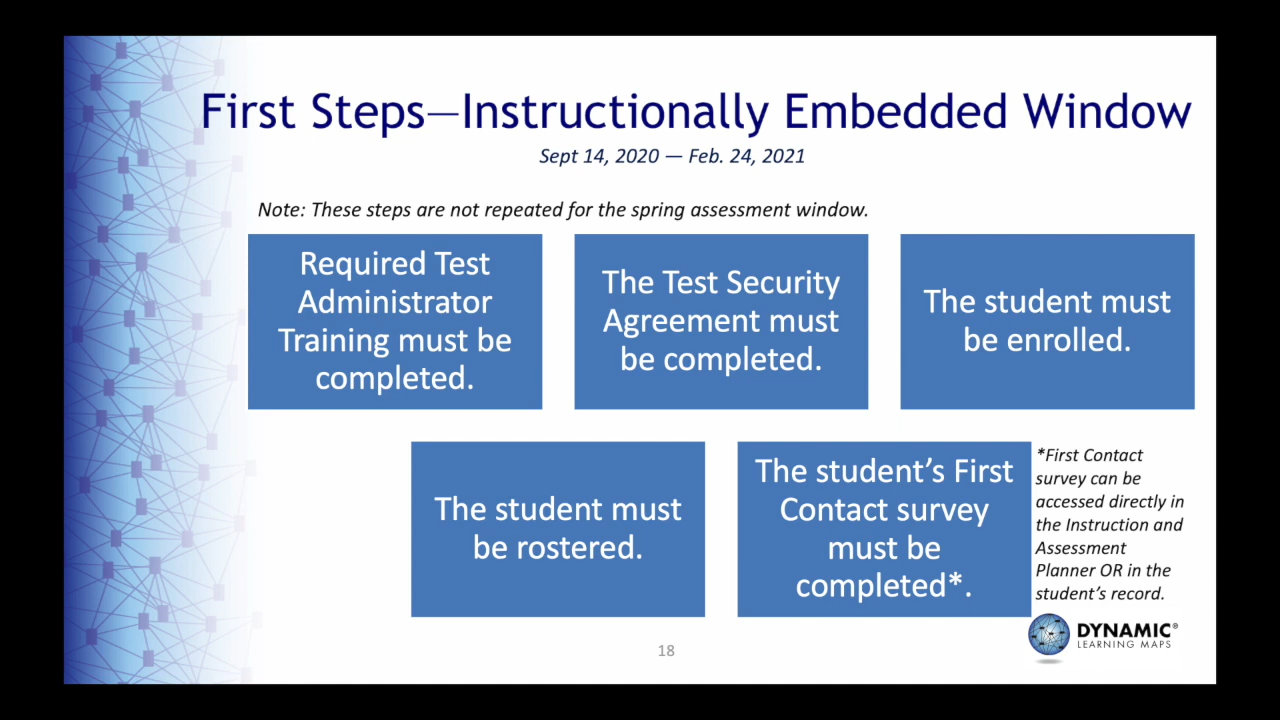 First Steps—Instructionally Embedded Window
Sept 14, 2020 — Feb. 24, 2021
Note: These steps are not repeated for the spring assessment window.
Required Test
Administrator
Training must be
completed.
The Test Security
Agreement must
be completed.
The student must
be enrolled.
The student must
be rostered.
The student’s First
Contact survey
must be
completed*.
*First Contact
survey can be
accessed directly in
the Instruction and
Assessment
Planner OR in the
student’s record.
18
DYNAMIC®
LEARNING MAPS